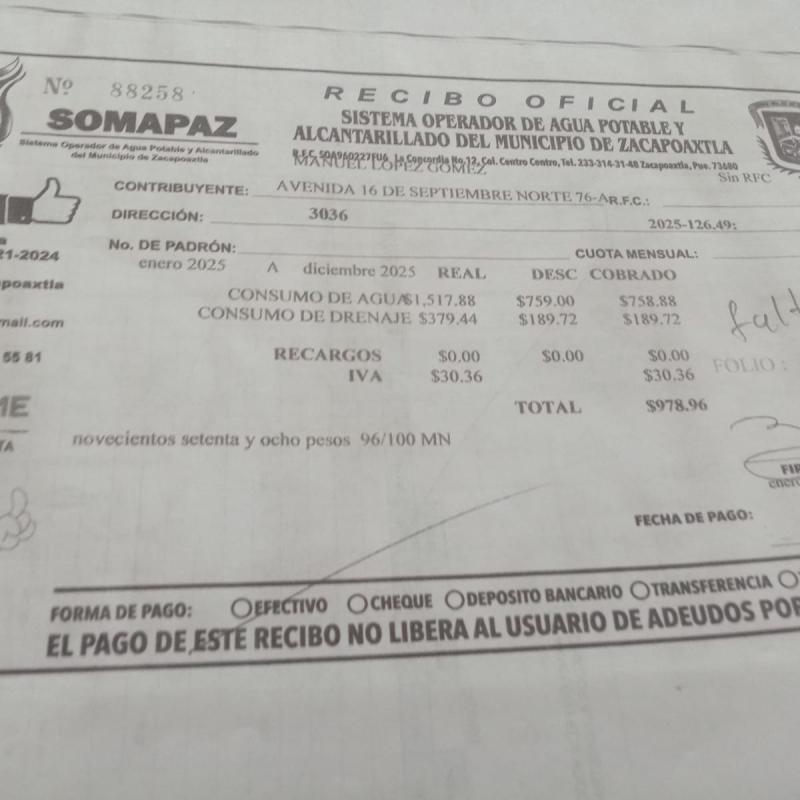 Nº 88258
RECIBO OFICIAL
SOMAPAZ
Sistema Operador de Agua Potable y Alcantarillado
del Municipio de Zacapoaxtla
SISTEMA OPERADOR DE AGUA POTABLE Y
ALCANTARILLADO DEL MUNICIPIO DE ZACAPOAXTLA
R.F.C. SOA960227FU6 La Concordia No. 12, Col. Centro Centro, Tel. 233-314-31-48 Zacapoaxtla, Pue. 73680
MANUEL LOPEZ GOMEZ
Sin RFC
CONTRIBUYENTE: AVENIDA 16 DE SEPTIEMBRE NORTE 76-A R.F.C.:
DIRECCIÓN: 3036 2025-126.49:
21-2024
No. DE PADRÓN: CUOTA MENSUAL:
enero 2025 A diciembre 2025 REAL DESC COBRADO
poaxtla
CONSUMO DE AGUA $1,517.88 $759.00 $758.88
mail.com
CONSUMO DE DRENAJE $379.44 $189.72 $189.72
55 81
RECARGOS $0.00 $0.00 $0.00 FOLIO:
IVA $30.36 $30.36
ME
TOTAL $978.96
TA
novecientos setenta y ocho pesos 96/100 MN
FIR
enero
FECHA DE PAGO:
FORMA DE PAGO: EFECTIVO CHEQUE DEPOSITO BANCARIO TRANSFERENCIA
EL PAGO DE ESTE RECIBO NO LIBERA AL USUARIO DE ADEUDOS POR